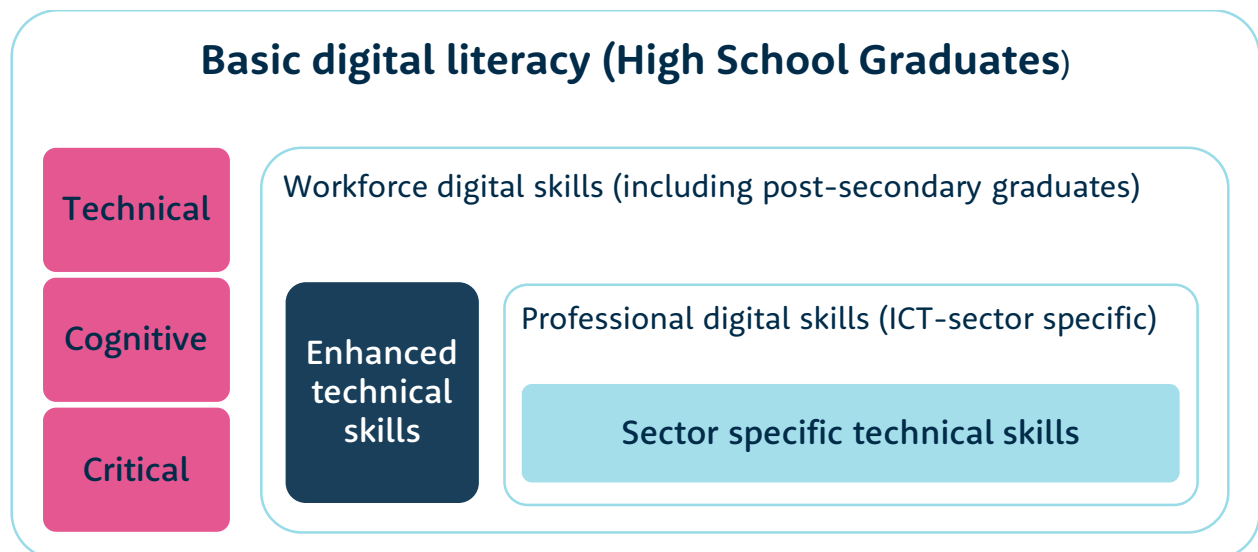 Basic digital literacy (High School Graduates)
Technical
Cognitive
Critical
Workforce digital skills (including post-secondary graduates)
Enhanced
technical
skills
Professional digital skills (ICT-sector specific)
Sector specific technical skills